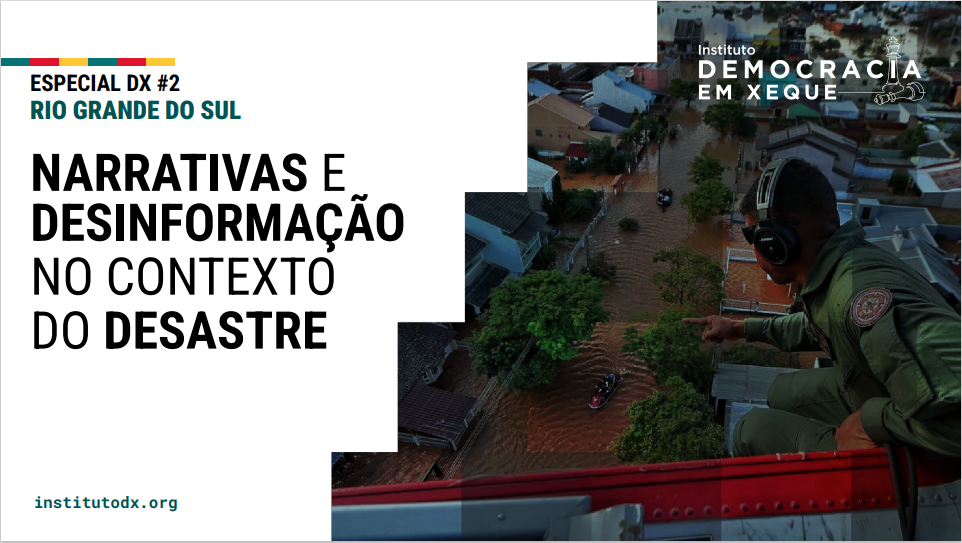 ESPECIAL DX #2
RIO GRANDE DO SUL
NARRATIVAS E
DESINFORMAÇÃO
NO CONTEXTO
DO DESASTRE
institutodx.org
Instituto
DEMOCRACIA
EM XEQUE